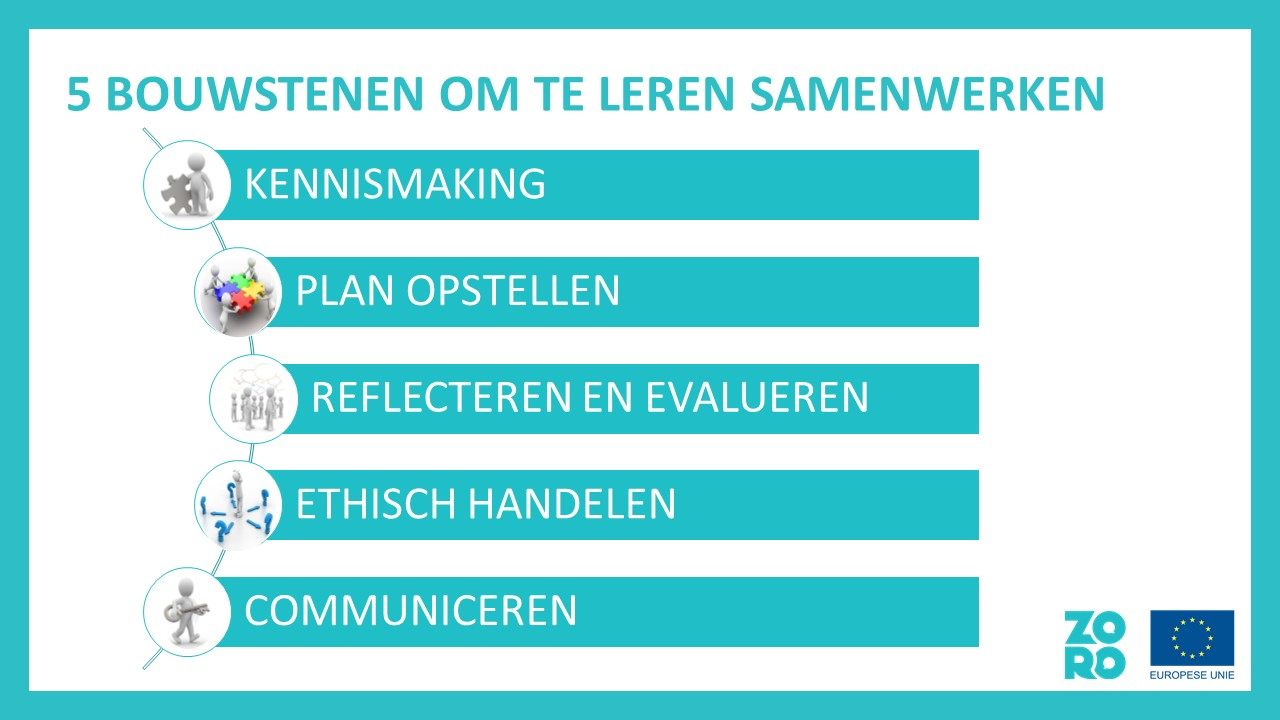 5 BOUWSTENEN OM TE LEREN SAMENWERKEN
KENNISMAKING
PLAN OPSTELLEN
REFLECTEREN EN EVALUEREN
ETHISCH HANDELEN
COMMUNICEREN
ZO
RO
EUROPESE UNIE